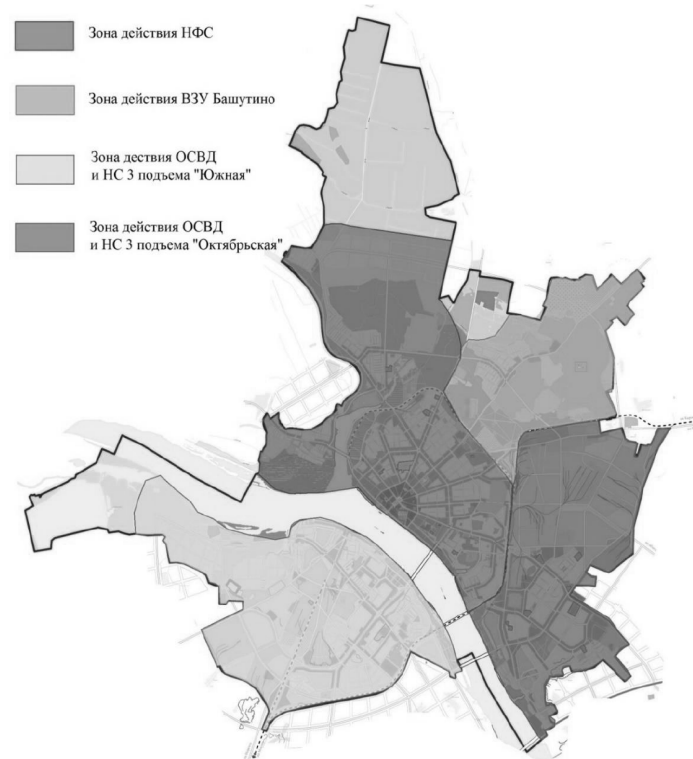 Зона действия НФС
Зона действия ВЗУ Башутино
Зона дествия ОСВД
и НС 3 подъема "Южная"
Зона действия ОСВД
и НС 3 подъема "Октябрьская"